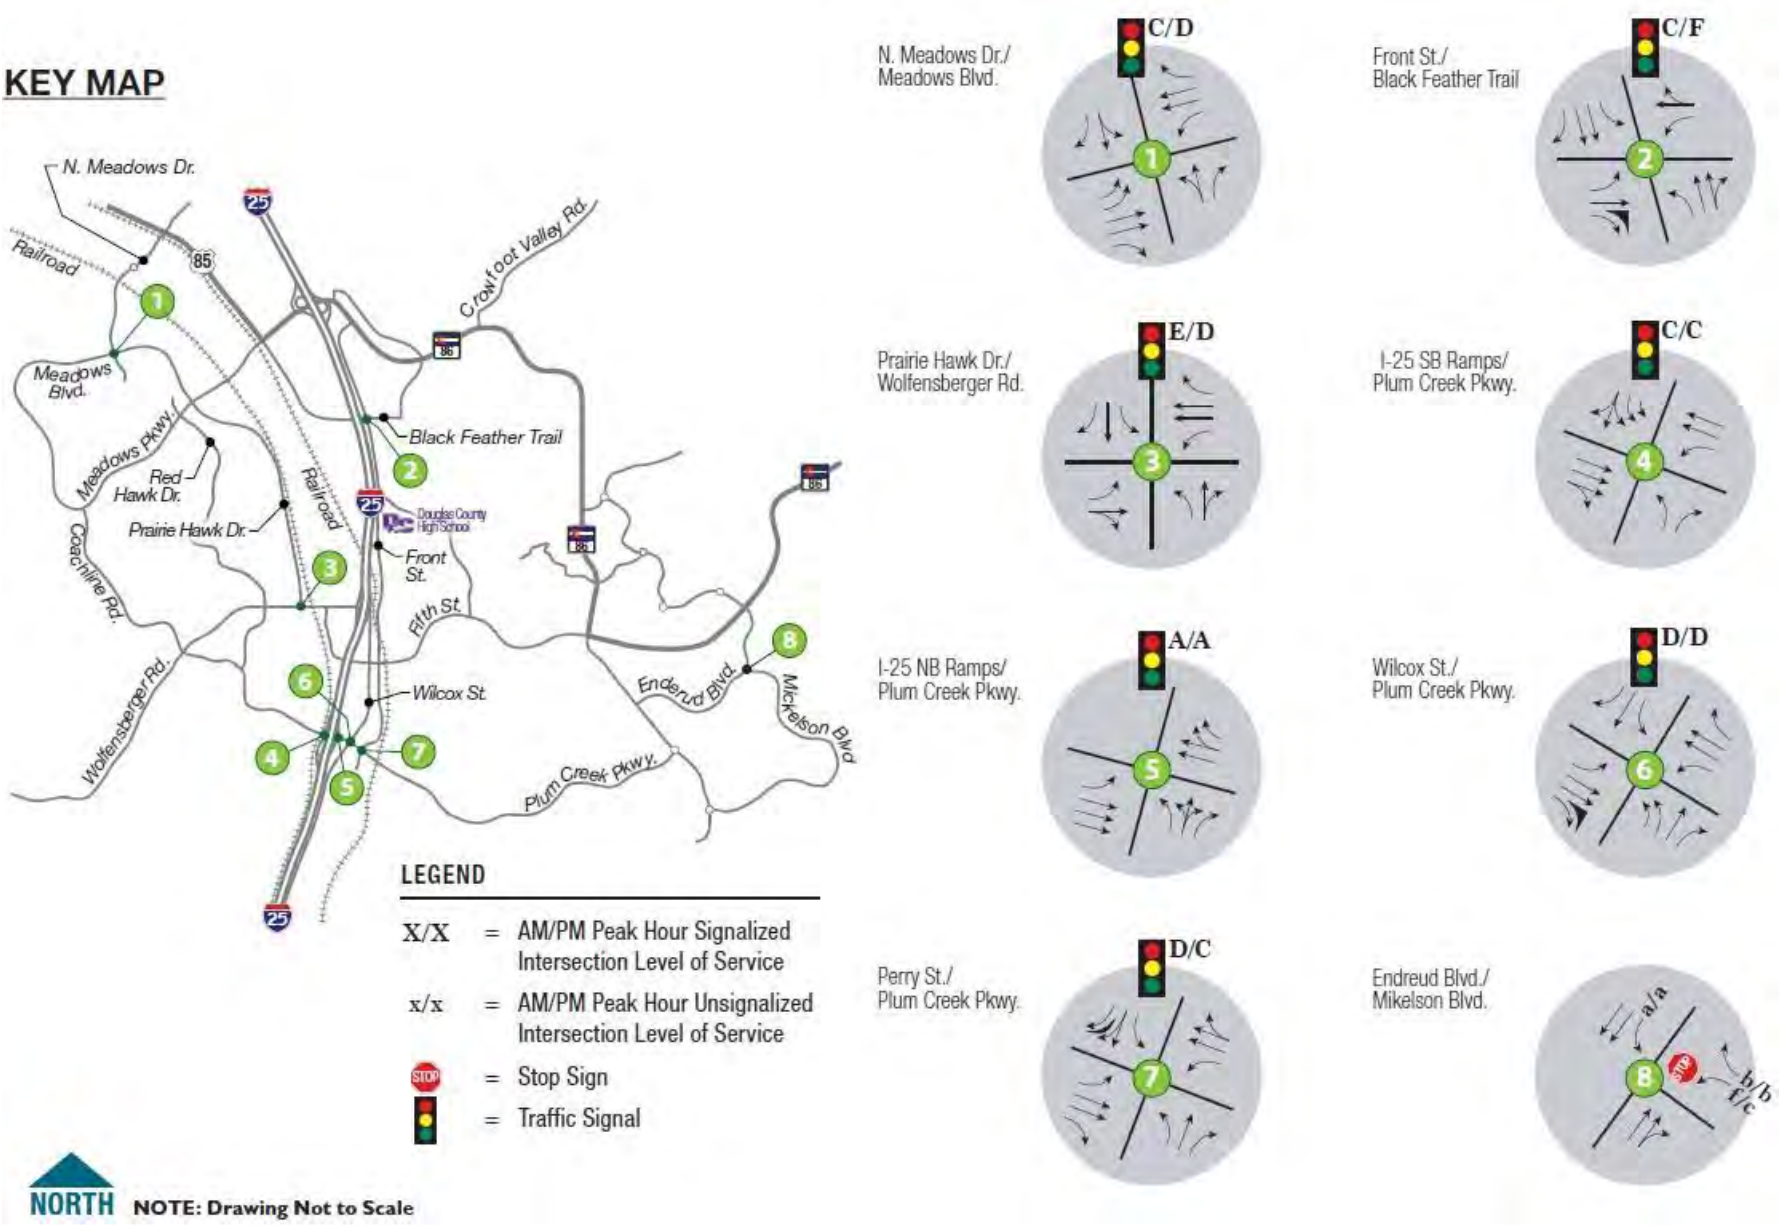 KEY MAP
N. Meadows Dr.
25
Railroad
85
Crowfoot Valley Rd.
1
86
Meadows
Blvd.
Meadows Pkwy.
Black Feather Trail
2
Red
Hawk Dr.
Railroad
86
25
Douglas County
High School
Prairie Hawk Dr.
86
Coachline Rd.
Front
St.
3
Fifth St.
8
Wolfensberger Rd.
6
Enderud Blvd.
Wilcox St.
Mickelson Blvd
4
5
7
Plum Creek Pkwy.
25
LEGEND
X/X = AM/PM Peak Hour Signalized
Intersection Level of Service
x/x = AM/PM Peak Hour Unsignalized
Intersection Level of Service
STOP = Stop Sign
= Traffic Signal
NORTH
NOTE: Drawing Not to Scale
N. Meadows Dr./
Meadows Blvd.
C/D
1
Front St./
Black Feather Trail
C/F
2
Prairie Hawk Dr./
Wolfensberger Rd.
E/D
3
I-25 SB Ramps/
Plum Creek Pkwy.
C/C
4
I-25 NB Ramps/
Plum Creek Pkwy.
A/A
5
Wilcox St./
Plum Creek Pkwy.
D/D
6
Perry St./
Plum Creek Pkwy.
D/C
7
Endreud Blvd./
Mikelson Blvd.
a/a
8
STOP
b/b
f/c